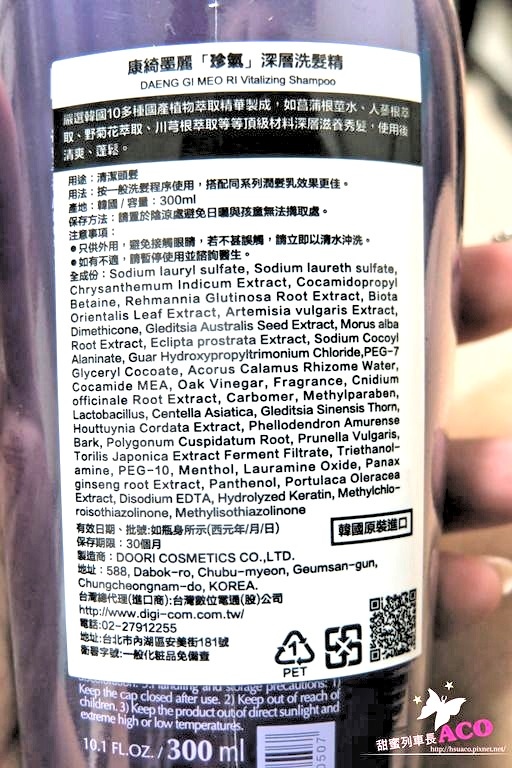 康綺墨麗「珍氣」深層洗髮精
DAENG GI MEO RI Vitalizing Shampoo
嚴選韓國10多種國產植物萃取精華製成，如菖蒲根莖水、人蔘根萃
取、野菊花萃取、川芎根萃取等等頂級材料深層滋養秀髮，使用後
清爽、蓬鬆。
用途：清潔頭髮
用法：按一般洗髮程序使用，搭配同系列潤髮乳效果更佳。
產地：韓國 / 容量：300ml
保存方法：請置於陰涼處避免日曬與孩童無法摘取處。
注意事項：
●只供外用，避免接觸眼睛，若不甚誤觸，請立即以清水沖洗。
●如有不適，請暫停使用並諮詢醫生。
全成份：Sodium lauryl sulfate, Sodium laureth sulfate,
Chrysanthemum Indicum Extract, Cocamidopropyl
Betaine, Rehmannia Glutinosa Root Extract, Biota
Orientalis Leaf Extract, Artemisia vulgaris Extract,
Dimethicone, Gleditsia Australis Seed Extract, Morus alba
Root Extract, Eclipta prostrata Extract, Sodium Cocoyl
Alaninate, Guar Hydroxypropyltrimonium Chloride,PEG-7
Glyceryl Cocoate, Acorus Calamus Rhizome Water,
Cocamide MEA, Oak Vinegar, Fragrance, Cnidium
officinale Root Extract, Carbomer, Methylparaben,
Lactobacillus, Centella Asiatica, Gleditsia Sinensis Thorn,
Houttuynia Cordata Extract, Phellodendron Amurense
Bark, Polygonum Cuspidatum Root, Prunella Vulgaris,
Torilis Japonica Extract Ferment Filtrate, Triethanol-
amine, PEG-10, Menthol, Lauramine Oxide, Panax
ginseng root Extract, Panthenol, Portulaca Oleracea
Extract, Disodium EDTA, Hydrolyzed Keratin, Methylchlo-
roisothiazolinone, Methylisothiazolinone
有效日期、批號:如瓶身所示(西元年/月/日)
保存期限：30個月
韓國原裝進口
製造商：DOORI COSMETICS CO.,LTD.
地址：588, Dabok-ro, Chubu-myeon, Geumsan-gun,
Chungcheongnam-do, KOREA.
台灣總代理(進口商):台灣數位電通(股)公司
http://www.digi-com.com.tw/
電話:02-27912255
地址:台北市內湖區安美街181號
衛署字號:一般化粧品免備查
1
PET
Handling and storage precautions: 1)
Keep the cap closed after use. 2) Keep out of reach of
children. 3) Keep the product out of direct sunlight and
extreme high or low temperatures.
10.1 FL.OZ. / 300 ml
甜蜜列車長ACO
http://hsuaco.pixnet.net/